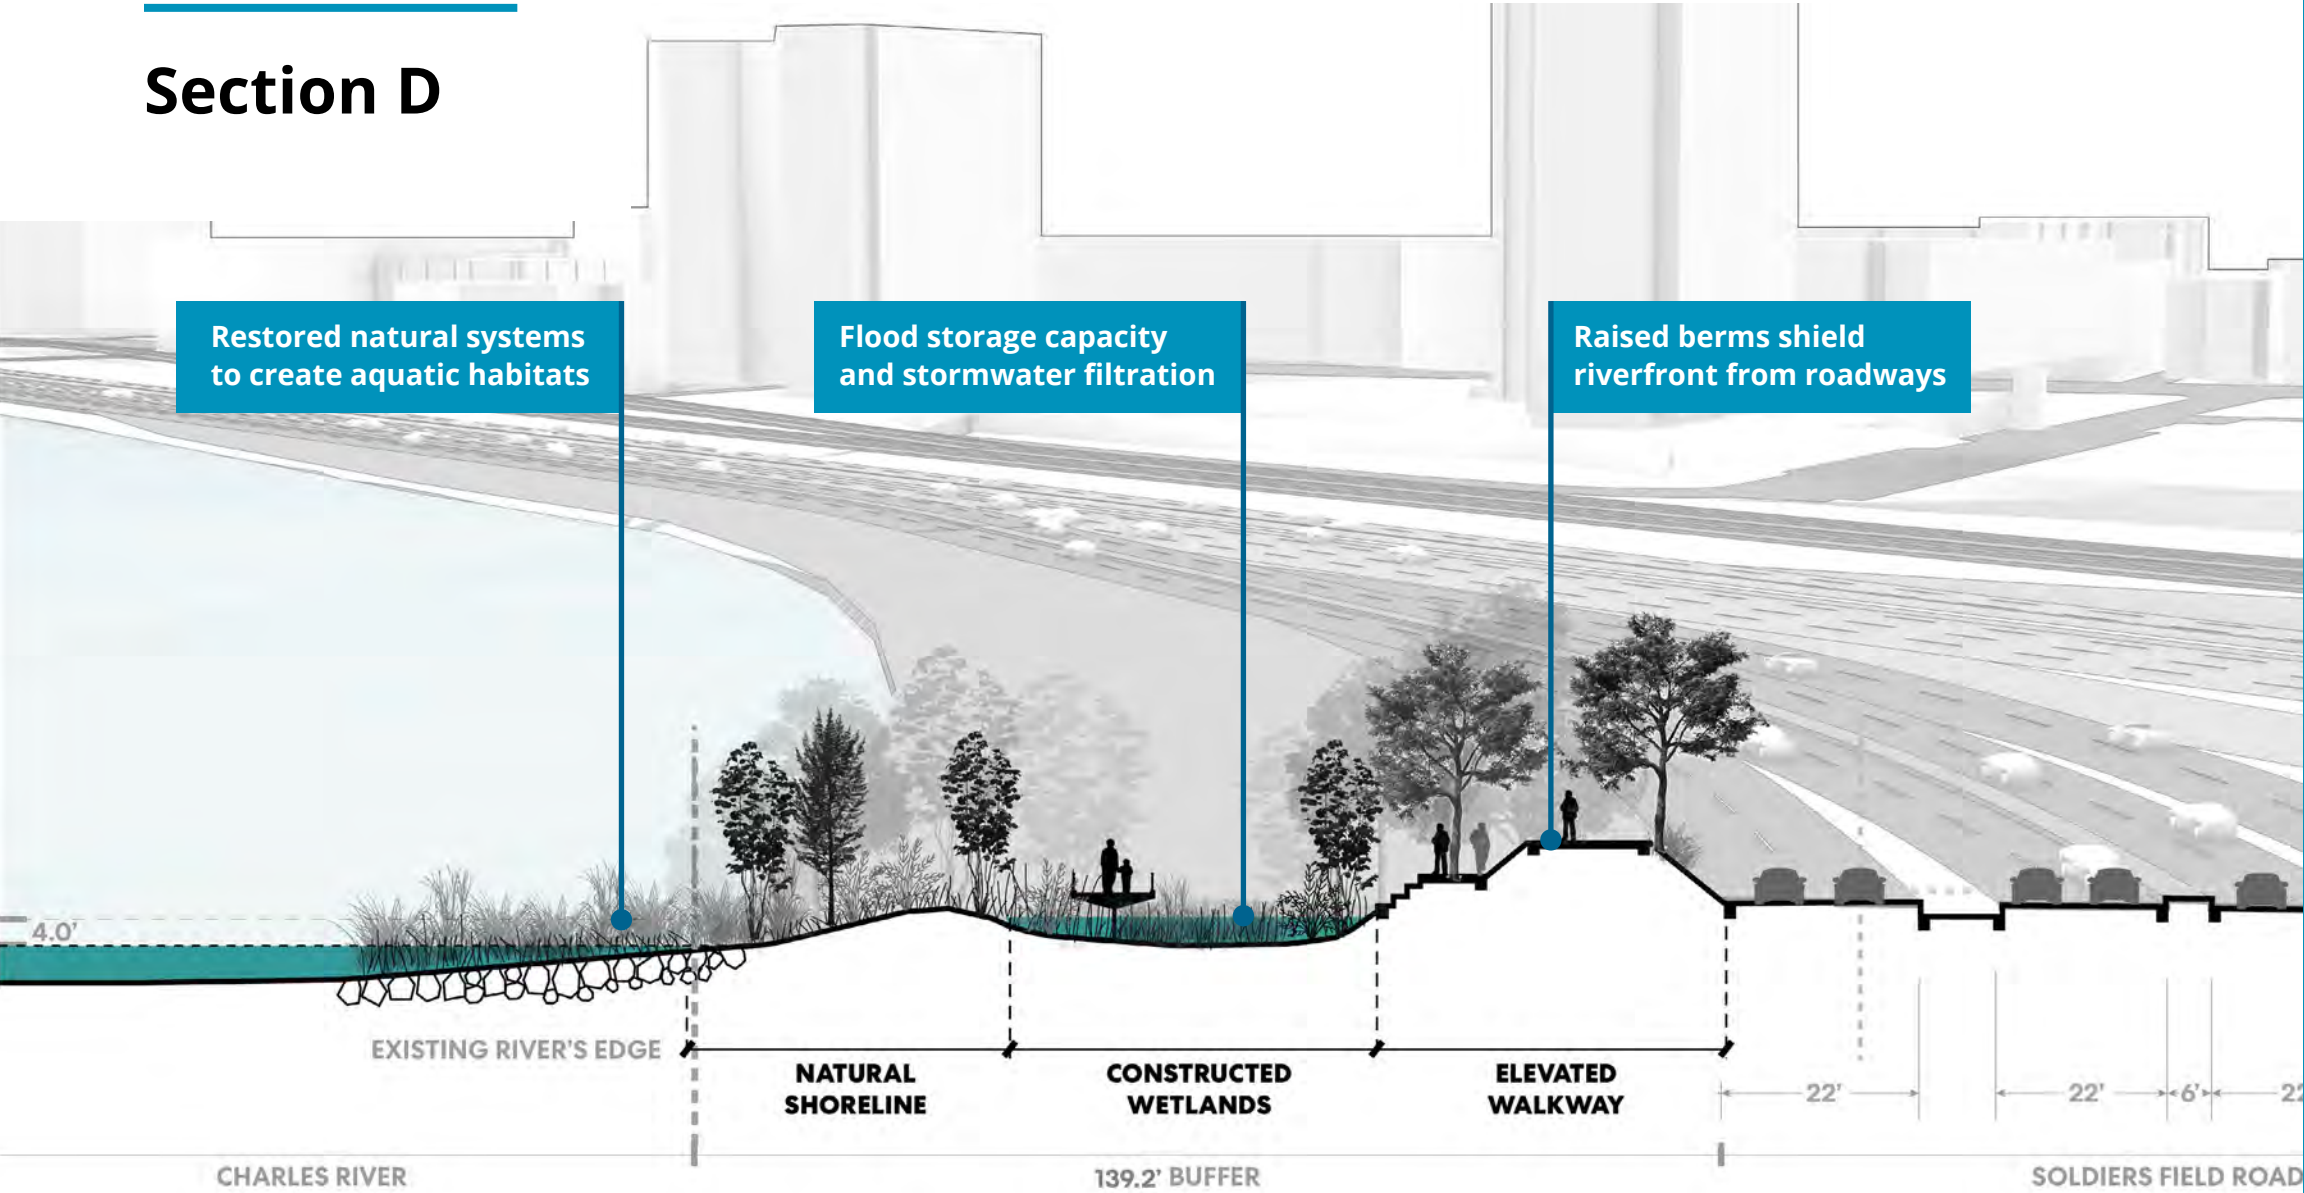 Section D
Restored natural systems
to create aquatic habitats
Flood storage capacity
and stormwater filtration
Raised berms shield
riverfront from roadways
4.0'
EXISTING RIVER'S EDGE
NATURAL
SHORELINE
CONSTRUCTED
WETLANDS
ELEVATED
WALKWAY
22'
22'
6'
22
CHARLES RIVER
139.2' BUFFER
SOLDIERS FIELD ROAD